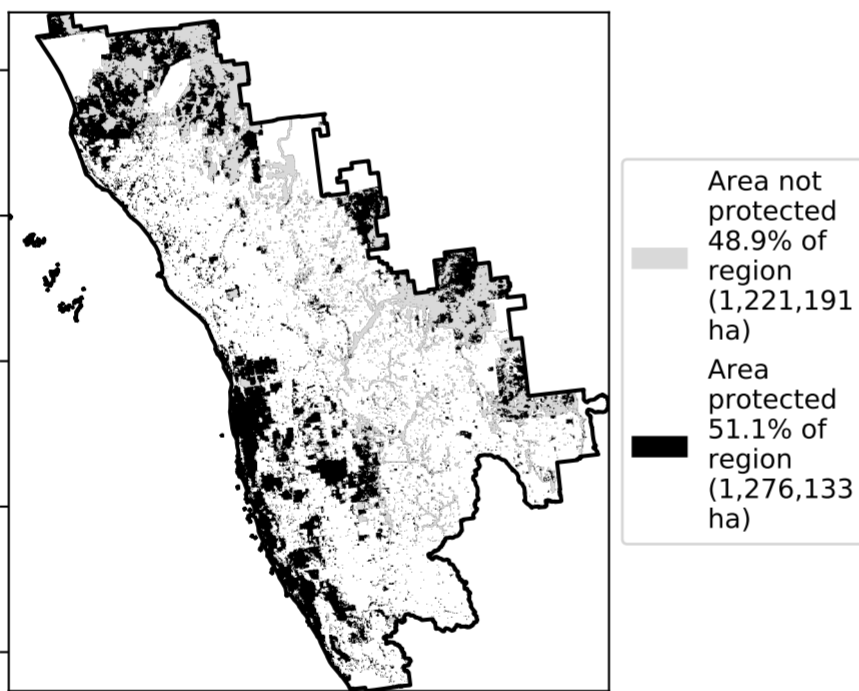 Area not
protected
48.9% of
region
(1,221,191
ha)
Area
protected
51.1% of
region
(1,276,133
ha)